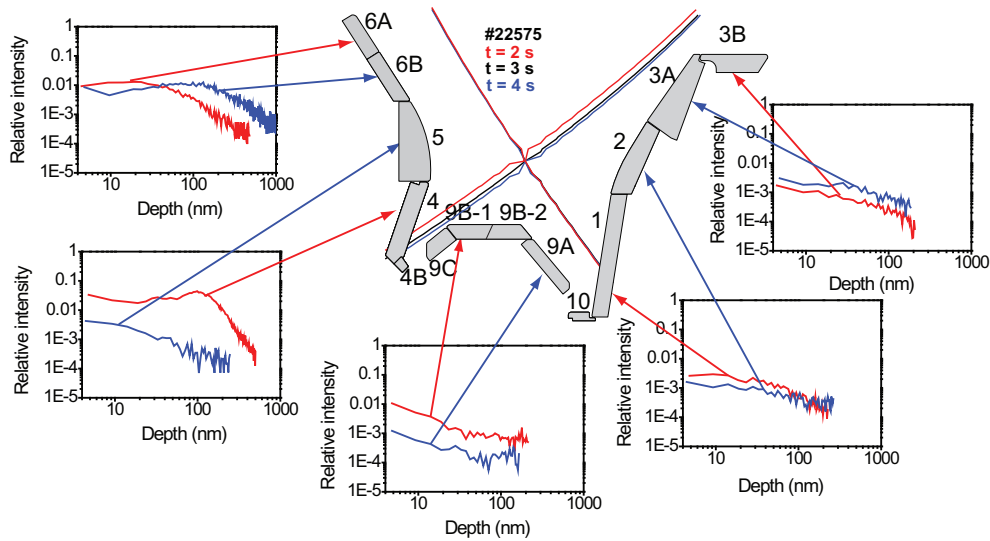 #22575
t = 2 s
t = 3 s
t = 4 s
6A
6B
5
4
4B
9C
9B-1
9B-2
9A
10
1
2
3A
3B
Relative intensity
1
0.1
0.01
1E-3
1E-4
1E-5
10
100
1000
Depth (nm)
Relative intensity
1
0.1
0.01
1E-3
1E-4
1E-5
10
100
1000
Depth (nm)
Relative intensity
1
0.1
0.01
1E-3
1E-4
1E-5
10
100
1000
Depth (nm)
Relative intensity
1
0.1
0.01
1E-3
1E-4
1E-5
10
100
1000
Depth (nm)
Relative intensity
1
0.1
0.01
1E-3
1E-4
1E-5
10
100
1000
Depth (nm)